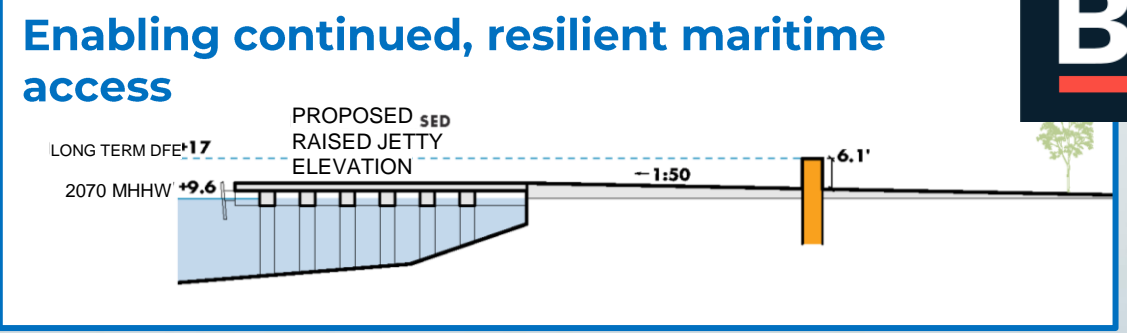 Enabling continued, resilient maritime
access
B
PROPOSED SED
RAISED JETTY
ELEVATION
LONG TERM DFE +17
6.1'
←1:50
2070 MHHW +9.6